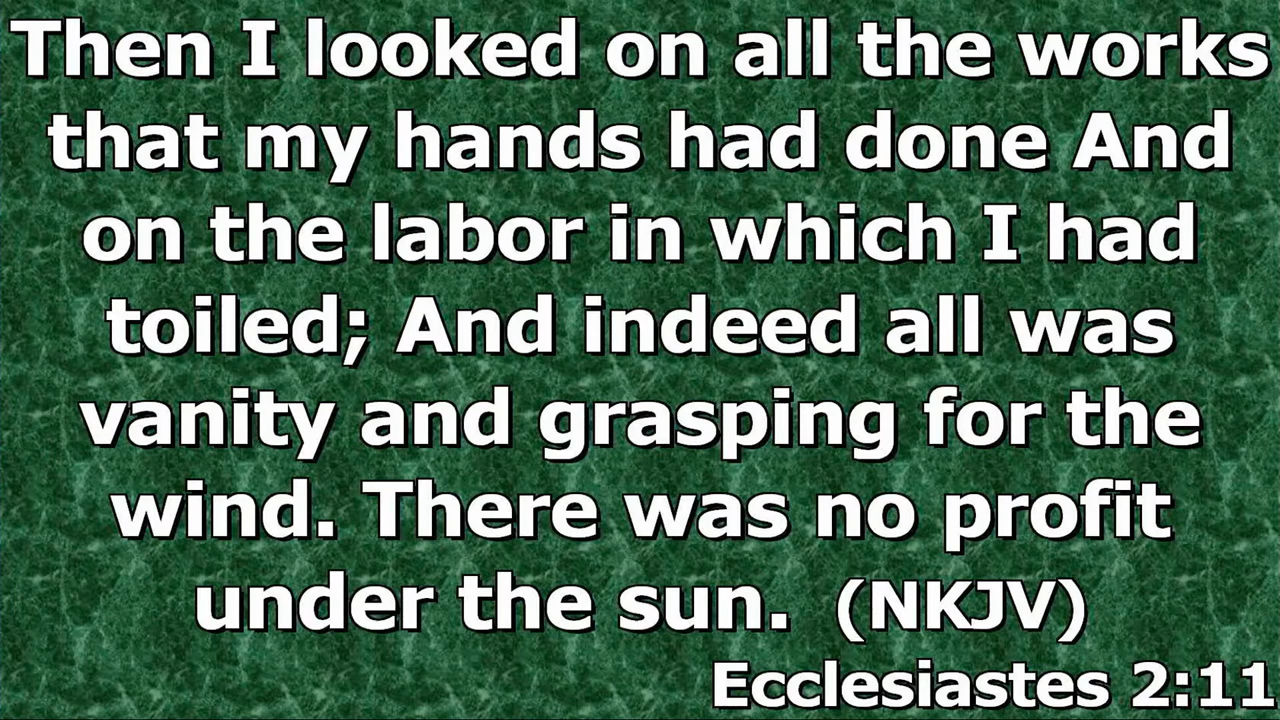 Then I looked on all the works
that my hands had done And
on the labor in which I had
toiled; And indeed all was
vanity and grasping for the
wind. There was no profit
under the sun.  (NKJV)
Ecclesiastes 2:11